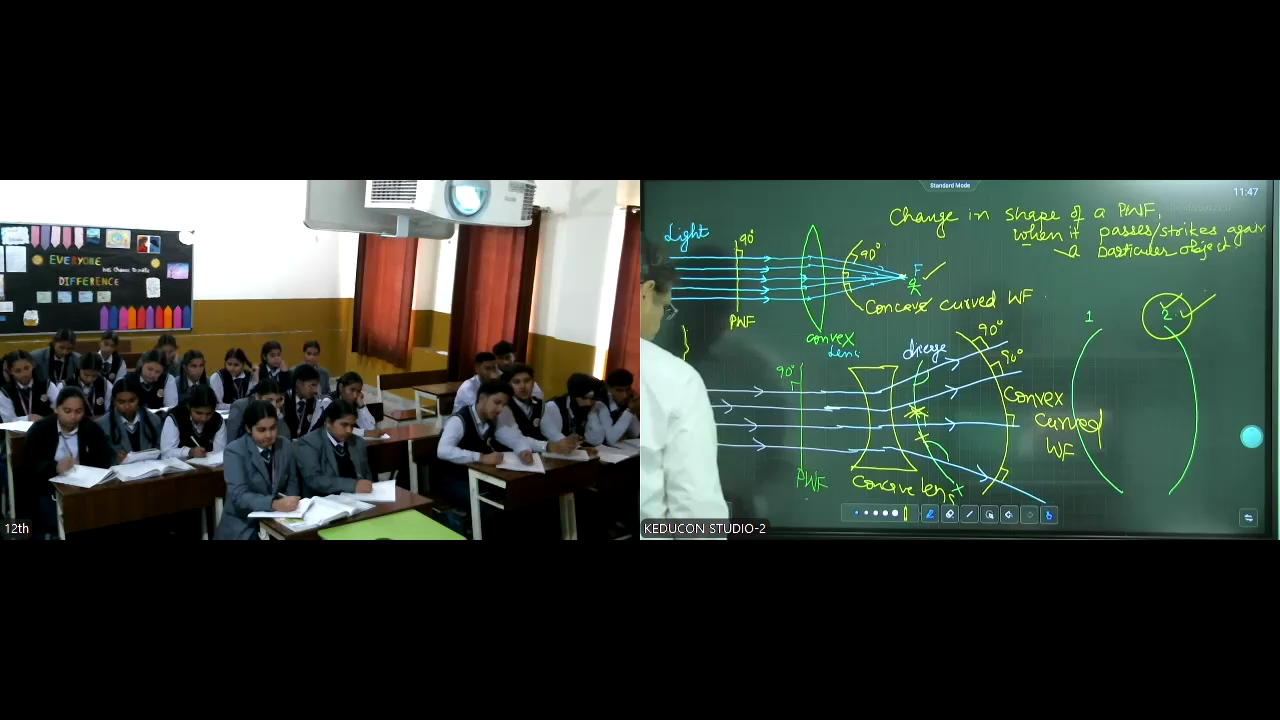 EVERYONE
DIFFERENCE
12th
Standard Mode
11:47
Change in shape of a PWF,
when it passes/strikes again
a particular object
Light
90°
90°
F
PWF
Concave curved WF
convex
Lens
1
2
diverge
90°
90°
90°
Convex
Curved
WF
PWF
Concave lens
KEDUCON STUDIO-2